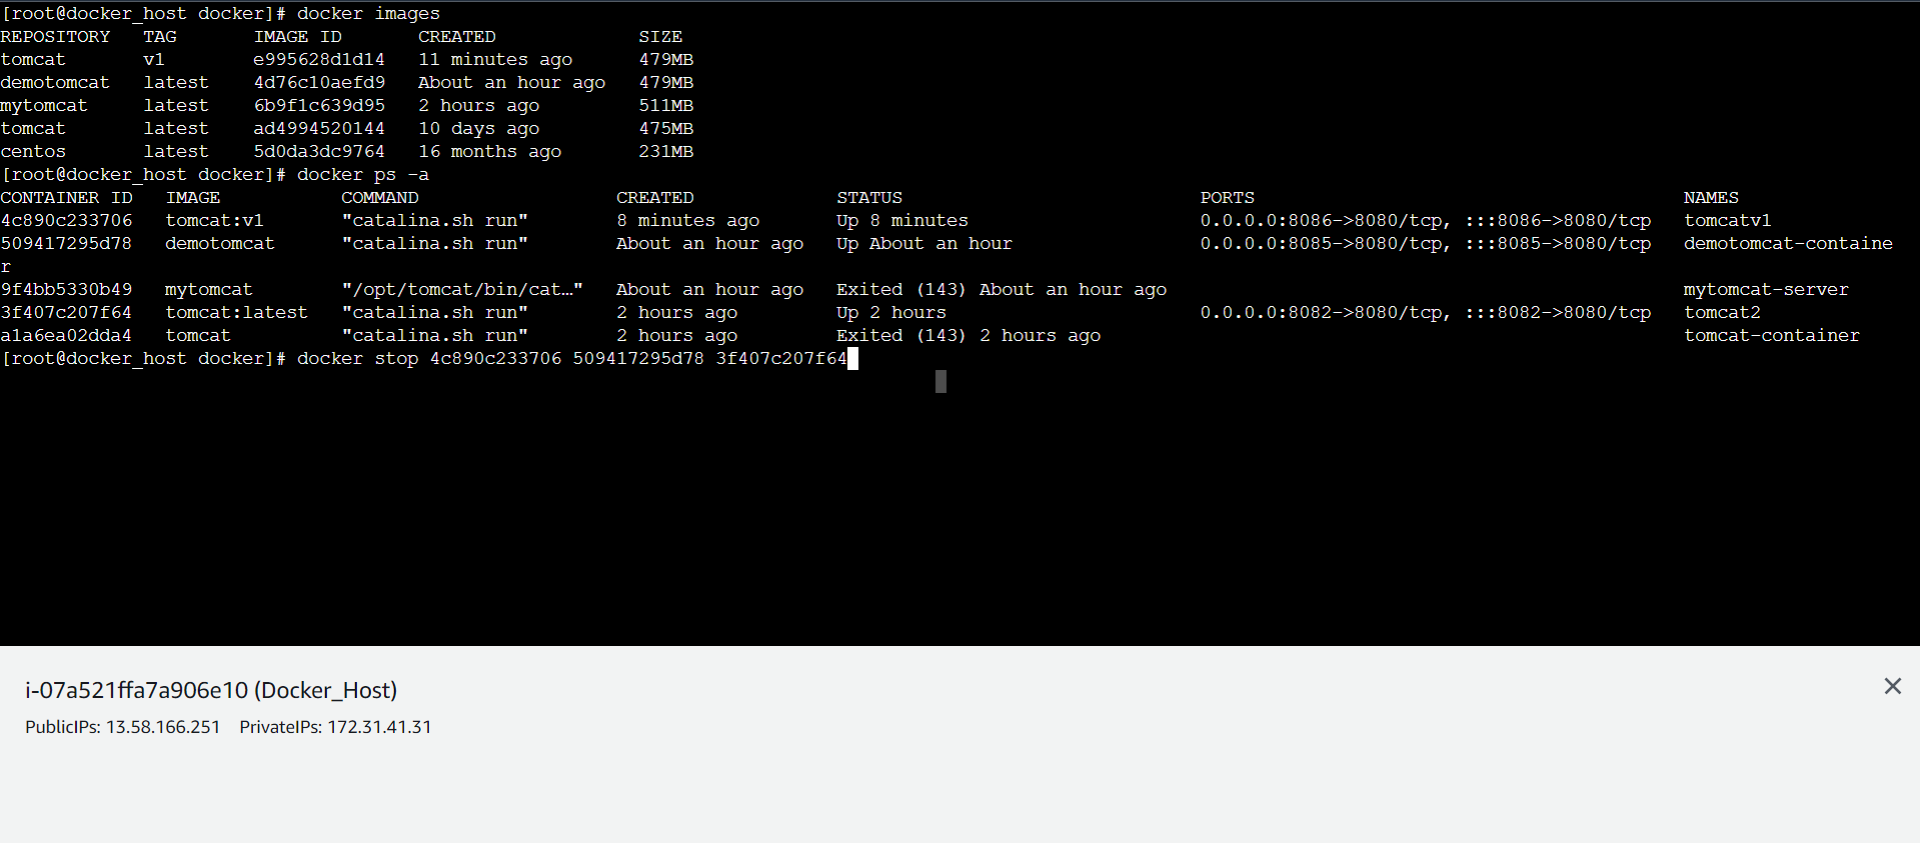 [root@docker_host docker]# docker images
REPOSITORY   TAG       IMAGE ID       CREATED             SIZE
tomcat       v1        e995628d1d14   11 minutes ago      479MB
demotomcat   latest    4d76c10aefd9   About an hour ago   479MB
mytomcat     latest    6b9f1c639d95   2 hours ago         511MB
tomcat       latest    ad4994520144   10 days ago         475MB
centos       latest    5d0da3dc9764   16 months ago       231MB
[root@docker_host docker]# docker ps -a
CONTAINER ID   IMAGE           COMMAND                  CREATED             STATUS                           PORTS                                       NAMES
4c890c233706   tomcat:v1       "catalina.sh run"        8 minutes ago       Up 8 minutes                     0.0.0.0:8086->8080/tcp, :::8086->8080/tcp   tomcatv1
509417295d78   demotomcat      "catalina.sh run"        About an hour ago   Up About an hour                 0.0.0.0:8085->8080/tcp, :::8085->8080/tcp   demotomcat-containe
r
9f4bb5330b49   mytomcat        "/opt/tomcat/bin/cat…"   About an hour ago   Exited (143) About an hour ago                                               mytomcat-server
3f407c207f64   tomcat:latest   "catalina.sh run"        2 hours ago         Up 2 hours                       0.0.0.0:8082->8080/tcp, :::8082->8080/tcp   tomcat2
a1a6ea02dda4   tomcat          "catalina.sh run"        2 hours ago         Exited (143) 2 hours ago                                                     tomcat-container
[root@docker_host docker]# docker stop 4c890c233706 509417295d78 3f407c207f64
i-07a521ffa7a906e10 (Docker_Host)
PublicIPs: 13.58.166.251    PrivateIPs: 172.31.41.31